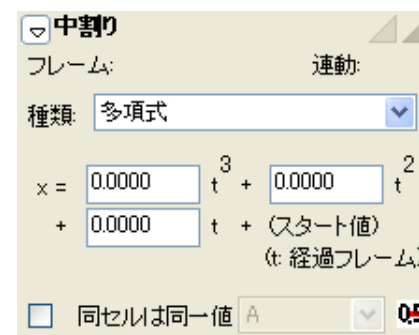 中割り
フレーム: 連動:
種類: 多項式
x = 0.0000 t3 + 0.0000 t2
+ 0.0000 t + (スタート値)
(t: 経過フレーム)
同セルは同一値 A